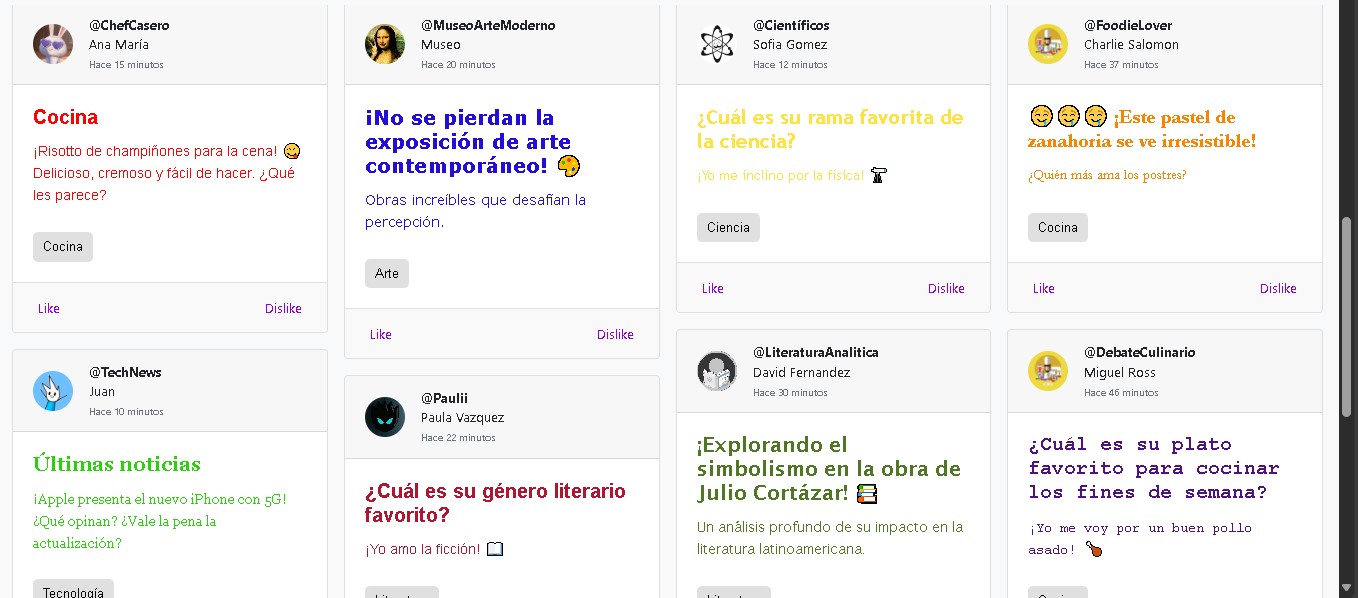 @ChefCasero
Ana María
Hace 15 minutos
Cocina
¡Risotto de champiñones para la cena! 😋
Delicioso, cremoso y fácil de hacer. ¿Qué
les parece?
Cocina
Like Dislike
@TechNews
Juan
Hace 10 minutos
Últimas noticias
¡Apple presenta el nuevo iPhone con 5G!
¿Qué opinan? ¿Vale la pena la
actualización?
Tecnología
@MuseoArteModerno
Museo
Hace 20 minutos
¡No se pierdan la
exposición de arte
contemporáneo! 🎨
Obras increíbles que desafían la
percepción.
Arte
Like Dislike
@Paulii
Paula Vazquez
Hace 22 minutos
¿Cuál es su género literario
favorito?
¡Yo amo la ficción! 📖
@Científicos
Sofia Gomez
Hace 12 minutos
¿Cuál es su rama favorita de
la ciencia?
¡Yo me inclino por la física!
Ciencia
Like Dislike
@LiteraturaAnalitica
David Fernandez
Hace 30 minutos
¡Explorando el
simbolismo en la obra de
Julio Cortázar! 📚
Un análisis profundo de su impacto en la
literatura latinoamericana.
@FoodieLover
Charlie Salomon
Hace 37 minutos
🤤🤤🤤 ¡Este pastel de
zanahoria se ve irresistible!
¿Quién más ama los postres?
Cocina
Like Dislike
@DebateCulinario
Miguel Ross
Hace 46 minutos
¿Cuál es su plato
favorito para cocinar
los fines de semana?
¡Yo me voy por un buen pollo
asado! 🍗